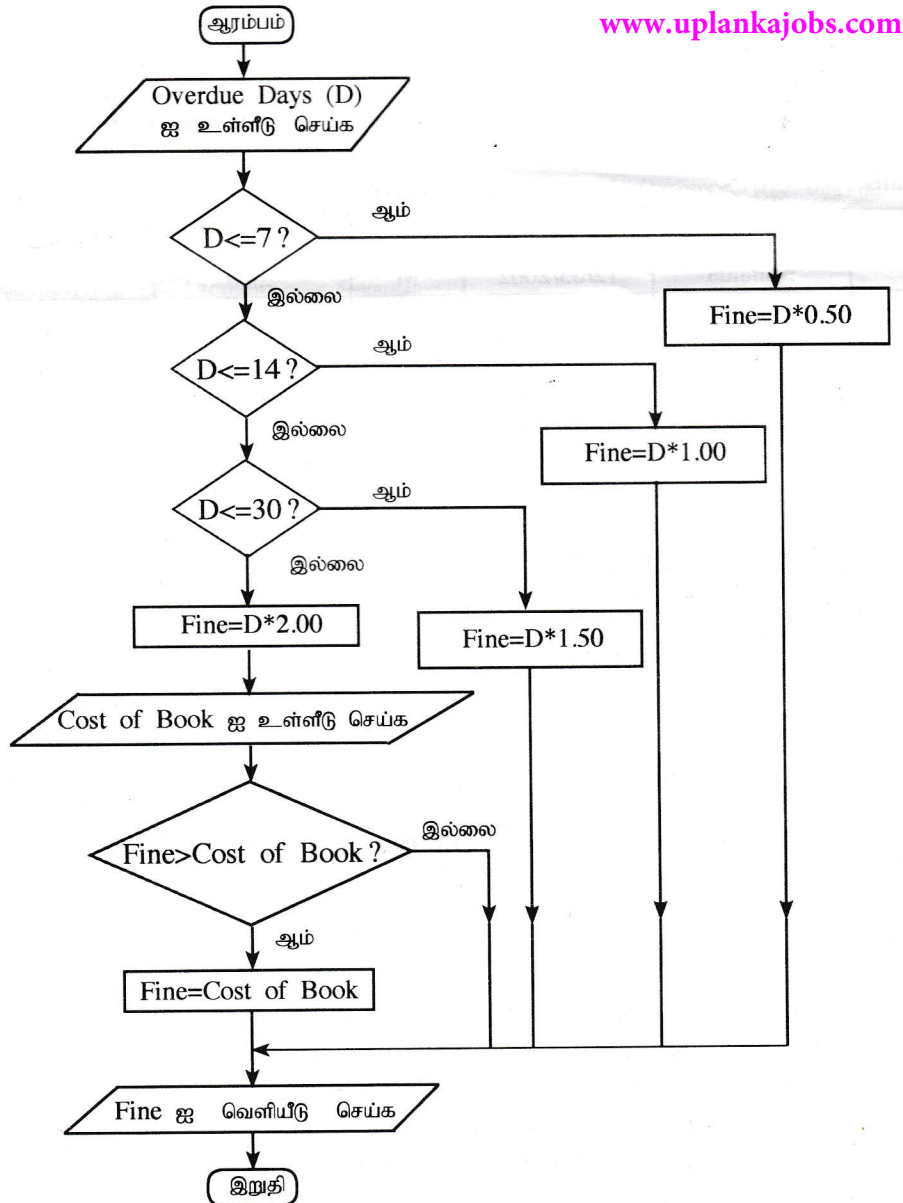 www.uplankajobs.com
ஆரம்பம்
Overdue Days (D)
ஐ உள்ளீடு செய்க
D<=7 ?
ஆம்
Fine=D*0.50
இல்லை
D<=14 ?
ஆம்
Fine=D*1.00
இல்லை
D<=30 ?
ஆம்
Fine=D*1.50
இல்லை
Fine=D*2.00
Cost of Book ஐ உள்ளீடு செய்க
Fine>Cost of Book ?
இல்லை
ஆம்
Fine=Cost of Book
Fine ஐ வெளியீடு செய்க
இறுதி